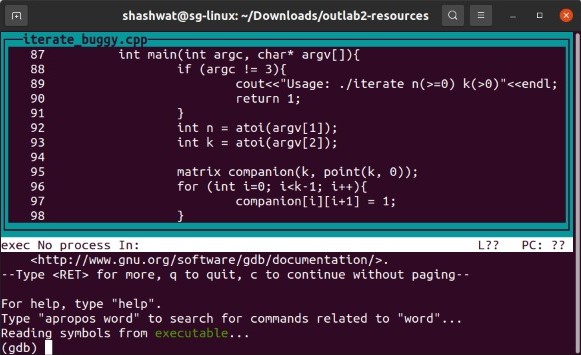 shashwat@sg-linux: ~/Downloads/outlab2-resources
iterate_buggy.cpp
87 int main(int argc, char* argv[]){
88 if (argc != 3){
89 cout<<"Usage: ./iterate n(>=0) k(>0)"<<endl;
90 return 1;
91 }
92 int n = atoi(argv[1]);
93 int k = atoi(argv[2]);
94
95 matrix companion(k, point(k, 0));
96 for (int i=0; i<k-1; i++){
97 companion[i][i+1] = 1;
98 }
exec No process In: L?? PC: ??
<http://www.gnu.org/software/gdb/documentation/>.
--Type <RET> for more, q to quit, c to continue without paging--
For help, type "help".
Type "apropos word" to search for commands related to "word"...
Reading symbols from executable...
(gdb)